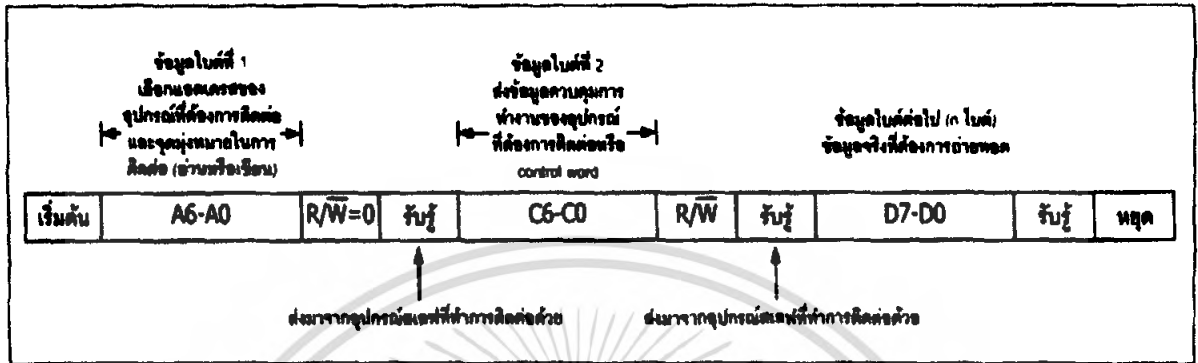 ข้อมูลไบต์ที่ 1
เลือกแอดเดรสของ
อุปกรณ์ที่ต้องการติดต่อ
และจุดมุ่งหมายในการ
ติดต่อ (อ่านหรือเขียน)
ข้อมูลไบต์ที่ 2
ส่งข้อมูลควบคุมการ
ทำงานของอุปกรณ์
ที่ต้องการติดต่อหรือ
control word
ข้อมูลไบต์ต่อไป (n ไบต์)
ข้อมูลจริงที่ต้องการถ่ายทอด
เริ่มต้น A6-A0 R/W̅=0 รับรู้ C6-C0 R/W̅ รับรู้ D7-D0 รับรู้ หยุด
ส่งมาจากอุปกรณ์สเลฟที่ทำการติดต่อด้วย ส่งมาจากอุปกรณ์สเลฟที่ทำการติดต่อด้วย